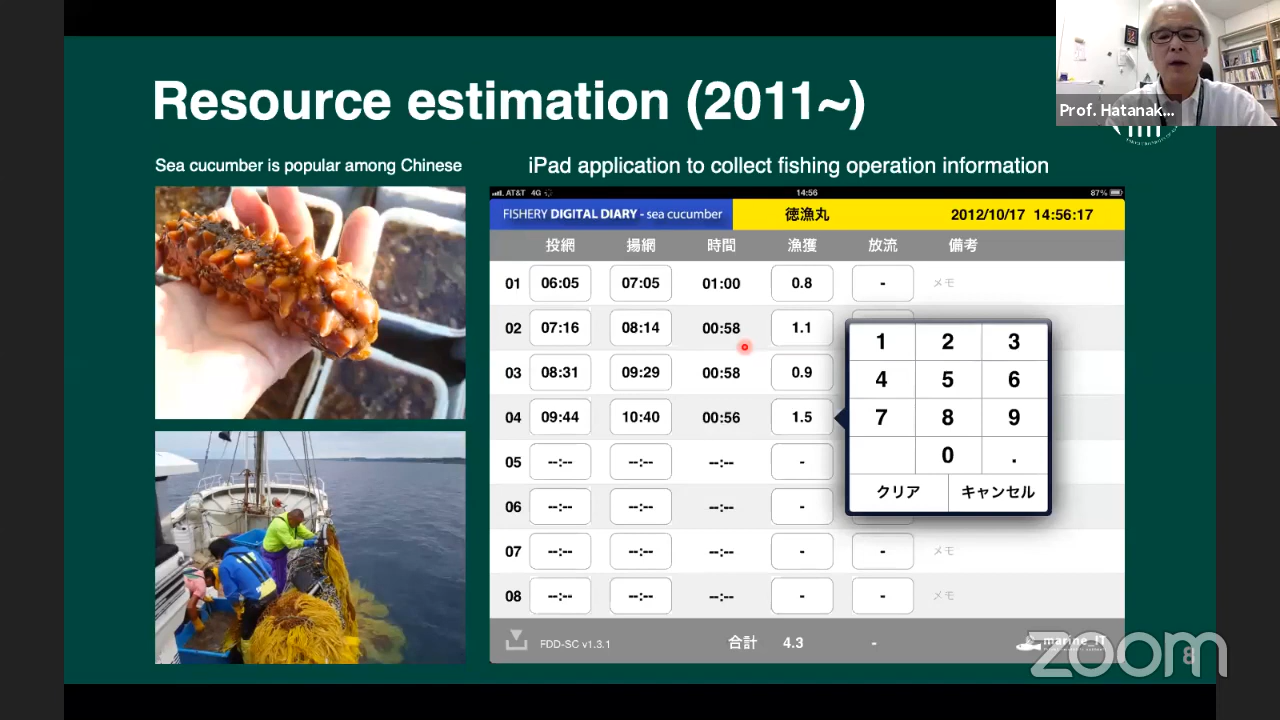 Resource estimation (2011~)
Prof. Hatanak...
Sea cucumber is popular among Chinese
iPad application to collect fishing operation information
AT&T 4G 14:56 87%
FISHERY DIGITAL DIARY - sea cucumber 徳漁丸 2012/10/17 14:56:17
投網 揚網 時間 漁獲 放流 備考
01 06:05 07:05 01:00 0.8 - メモ
02 07:16 08:14 00:58 1.1
03 08:31 09:29 00:58 0.9
04 09:44 10:40 00:56 1.5
05 --:-- --:-- --:-- -
06 --:-- --:-- --:-- -
07 --:-- --:-- --:-- - - メモ
08 --:-- --:-- --:-- - - メモ
1 2 3
4 5 6
7 8 9
0 .
クリア キャンセル
FDD-SC v1.3.1 合計 4.3 - marine_IT
zoom
8